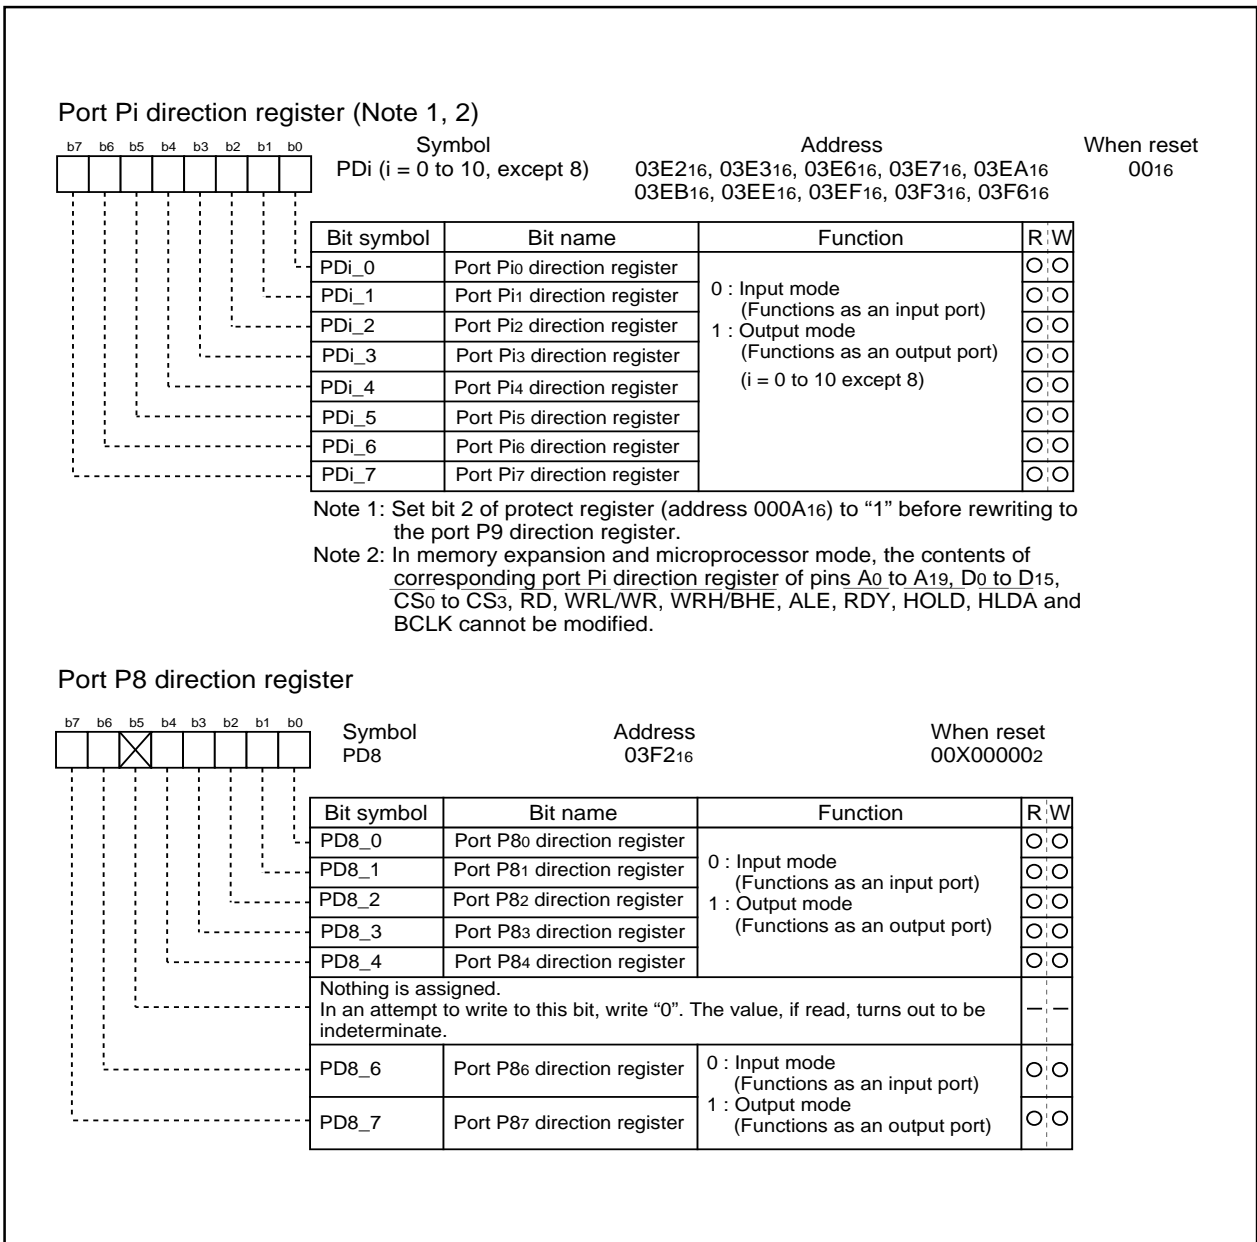 Port Pi direction register (Note 1, 2)
b7 b6 b5 b4 b3 b2 b1 b0
Symbol Address When reset
PDi (i = 0 to 10, except 8) 03E216, 03E316, 03E616, 03E716, 03EA16 0016
03EB16, 03EE16, 03EF16, 03F316, 03F616
Bit symbol Bit name Function R W
PDi_0 Port Pi0 direction register
PDi_1 Port Pi1 direction register
PDi_2 Port Pi2 direction register
PDi_3 Port Pi3 direction register
PDi_4 Port Pi4 direction register
PDi_5 Port Pi5 direction register
PDi_6 Port Pi6 direction register
PDi_7 Port Pi7 direction register
0 : Input mode
(Functions as an input port)
1 : Output mode
(Functions as an output port)
(i = 0 to 10 except 8)
Note 1: Set bit 2 of protect register (address 000A16) to “1” before rewriting to
the port P9 direction register.
Note 2: In memory expansion and microprocessor mode, the contents of
corresponding port Pi direction register of pins A0 to A19, D0 to D15,
CS0 to CS3, RD, WRL/WR, WRH/BHE, ALE, RDY, HOLD, HLDA and
BCLK cannot be modified.
Port P8 direction register
b7 b6 b5 b4 b3 b2 b1 b0
Symbol Address When reset
PD8 03F216 00X000002
Bit symbol Bit name Function R W
PD8_0 Port P80 direction register
PD8_1 Port P81 direction register
PD8_2 Port P82 direction register
PD8_3 Port P83 direction register
PD8_4 Port P84 direction register
0 : Input mode
(Functions as an input port)
1 : Output mode
(Functions as an output port)
Nothing is assigned.
In an attempt to write to this bit, write “0”. The value, if read, turns out to be
indeterminate.
— —
PD8_6 Port P86 direction register
PD8_7 Port P87 direction register
0 : Input mode
(Functions as an input port)
1 : Output mode
(Functions as an output port)